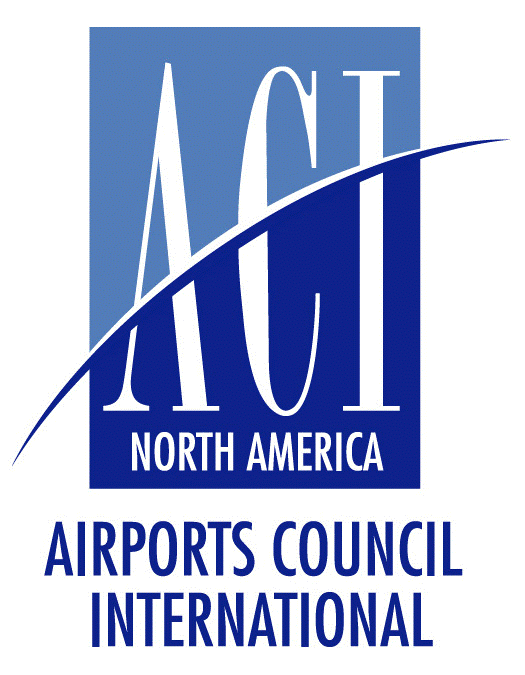 ACI
NORTH AMERICA
AIRPORTS COUNCIL
INTERNATIONAL